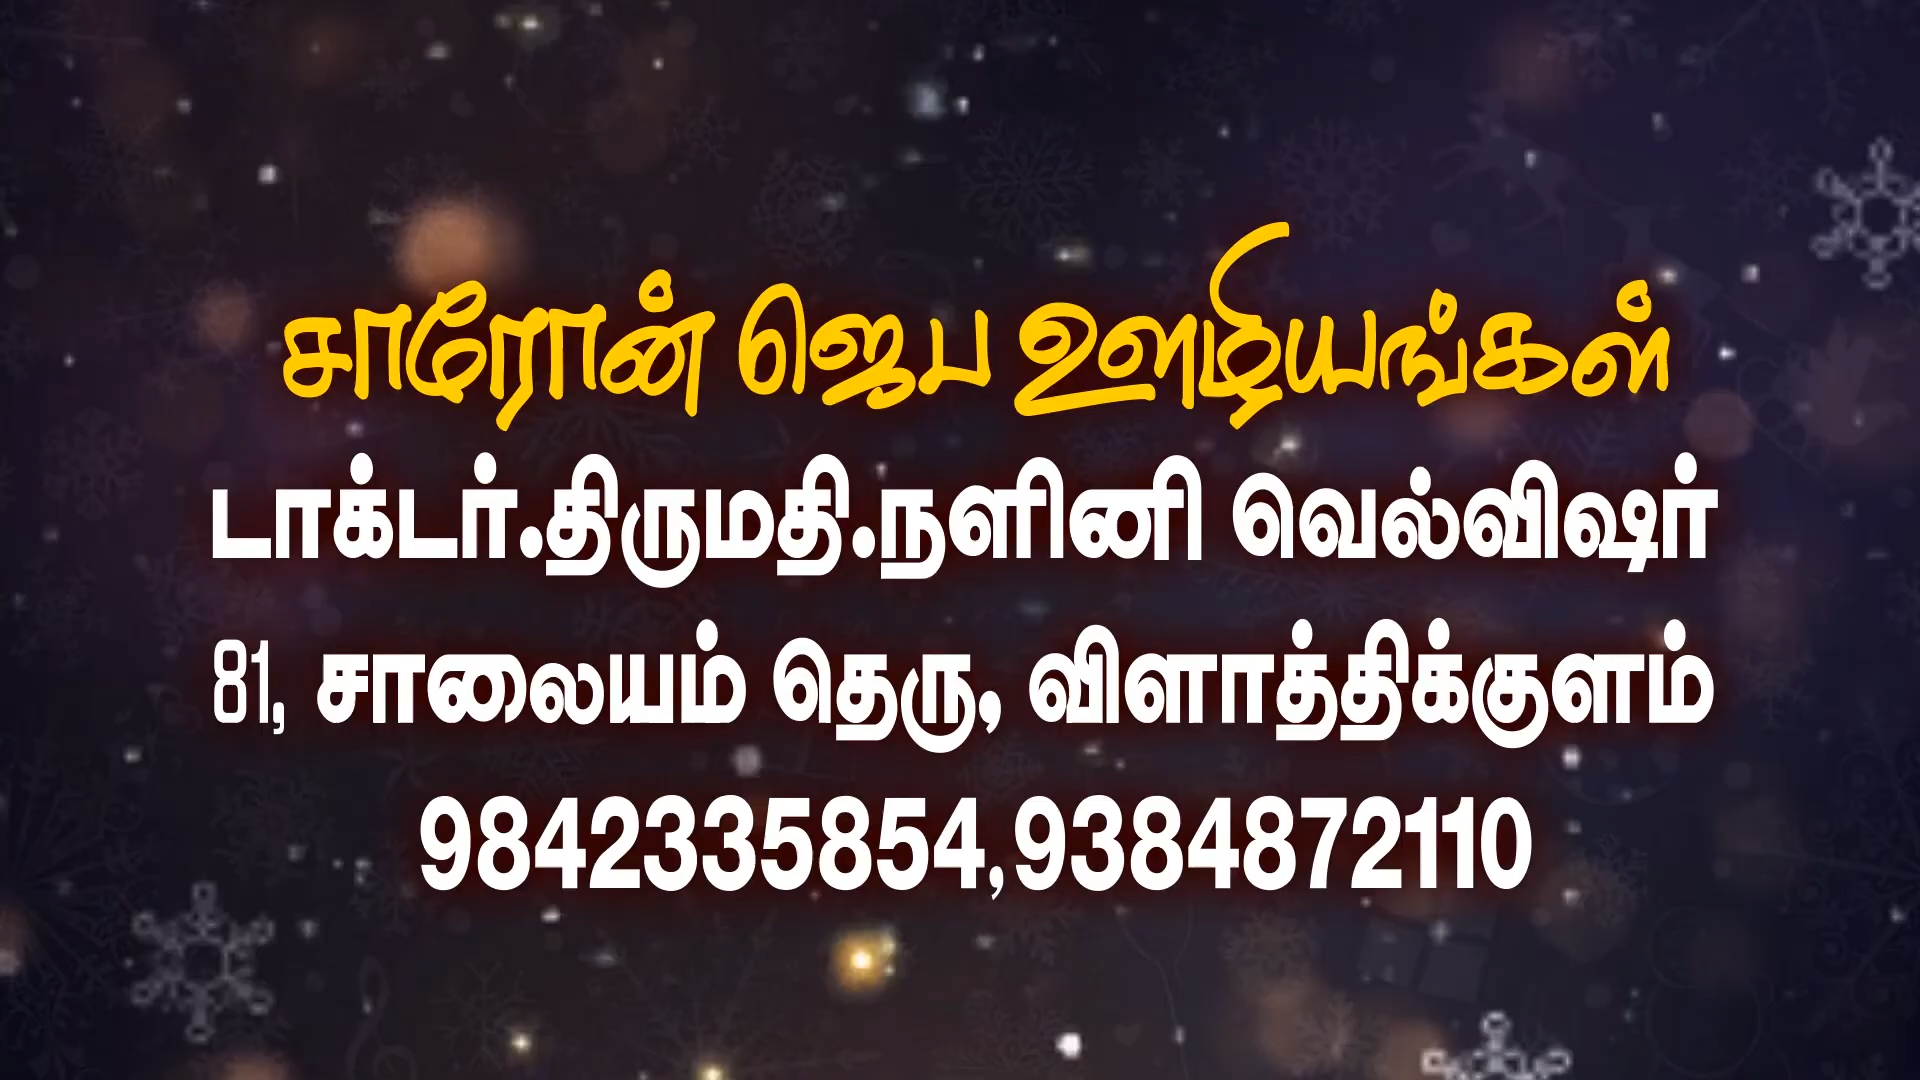 சாரோன் ஜெப ஊழியங்கள்
டாக்டர்.திருமதி.நளினி வெல்விஷர்
81, சாலையம் தெரு, விளாத்திக்குளம்
9842335854,9384872110